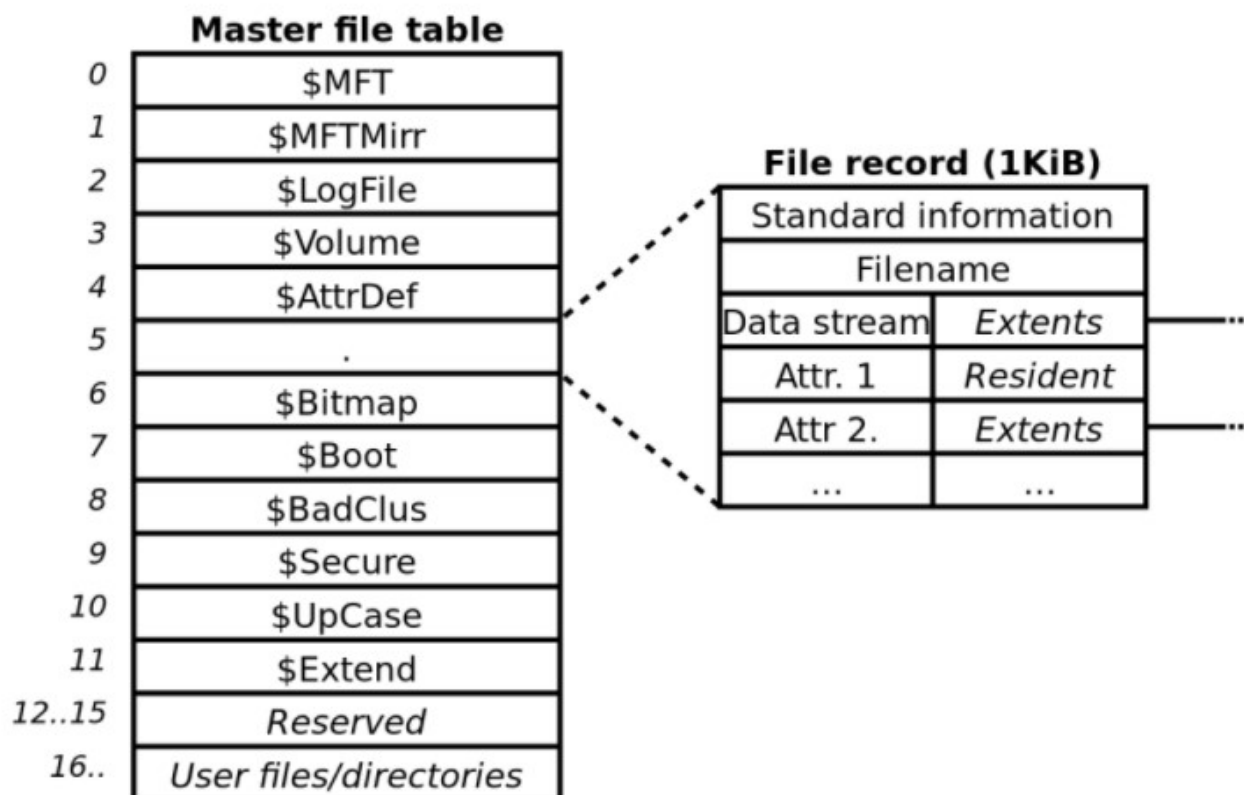 Master file table
0 $MFT
1 $MFTMirr
2 $LogFile
3 $Volume
4 $AttrDef
5 .
6 $Bitmap
7 $Boot
8 $BadClus
9 $Secure
10 $UpCase
11 $Extend
12..15 Reserved
16.. User files/directories
File record (1KiB)
Standard information
Filename
Data stream Extents ...
Attr. 1 Resident
Attr 2. Extents ...
... ...